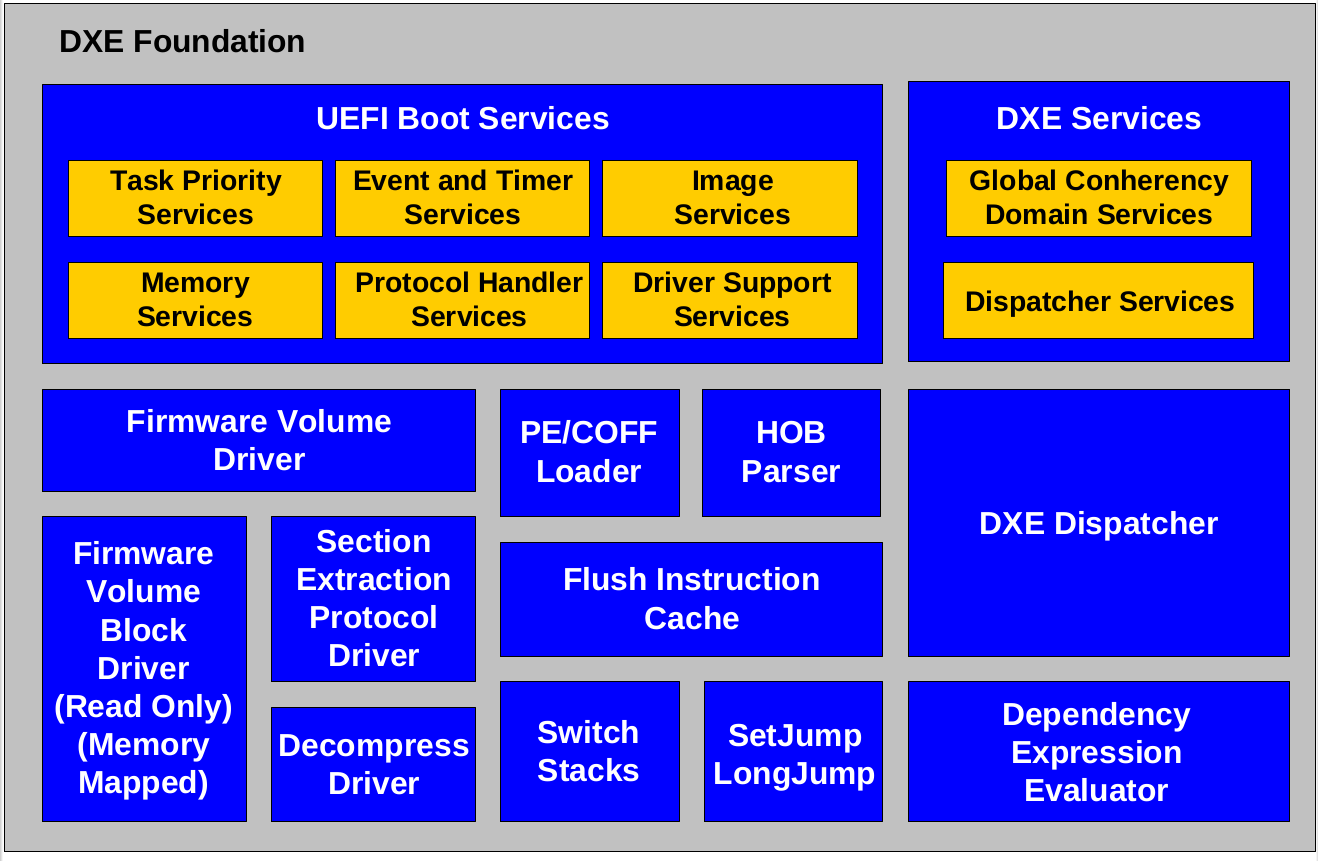 DXE Foundation
UEFI Boot Services
Task Priority
Services
Event and Timer
Services
Image
Services
Memory
Services
Protocol Handler
Services
Driver Support
Services
DXE Services
Global Conherency
Domain Services
Dispatcher Services
Firmware Volume
Driver
PE/COFF
Loader
HOB
Parser
DXE Dispatcher
Firmware
Volume
Block
Driver
(Read Only)
(Memory
Mapped)
Section
Extraction
Protocol
Driver
Flush Instruction
Cache
Decompress
Driver
Switch
Stacks
SetJump
LongJump
Dependency
Expression
Evaluator